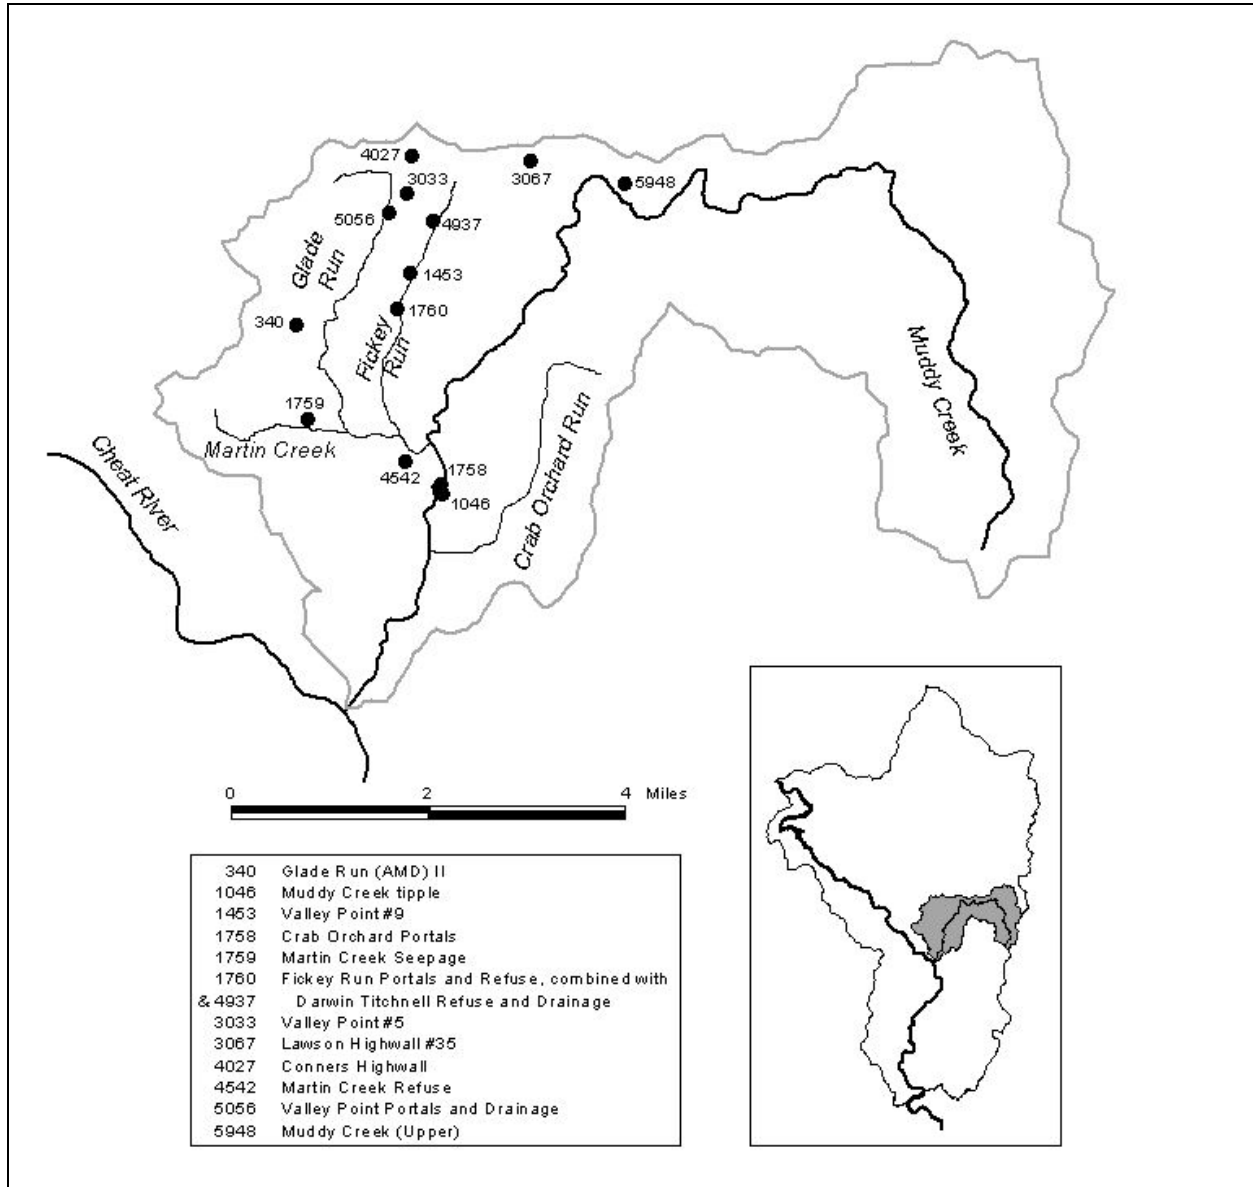 4027
3033
3067
5948
5056
4937
Glade
Run
1453
340
1760
Fickey
Run
Muddy Creek
1759
Martin Creek
Cheat River
4542
1758
1046
Crab Orchard Run
0 2 4 Miles
340 Glade Run (AMD) II
1046 Muddy Creek tipple
1453 Valley Point #9
1758 Crab Orchard Portals
1759 Martin Creek Seepage
1760 Fickey Run Portals and Refuse, combined with
& 4937 Darwin Titchnell Refuse and Drainage
3033 Valley Point #5
3067 Lawson Highwall #35
4027 Conners Highwall
4542 Martin Creek Refuse
5056 Valley Point Portals and Drainage
5948 Muddy Creek (Upper)